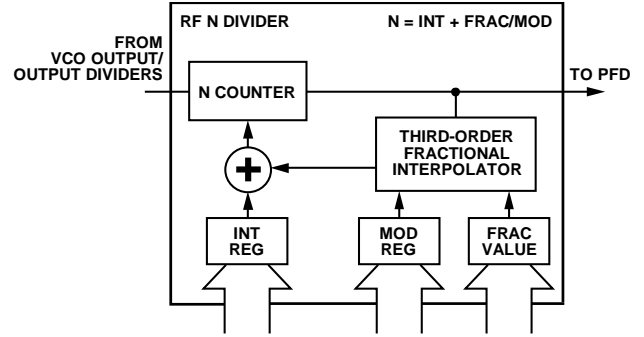 RF N DIVIDER
N = INT + FRAC/MOD
FROM
VCO OUTPUT/
OUTPUT DIVIDERS
TO PFD
N COUNTER
THIRD-ORDER
FRACTIONAL
INTERPOLATOR
+
INT
REG
MOD
REG
FRAC
VALUE